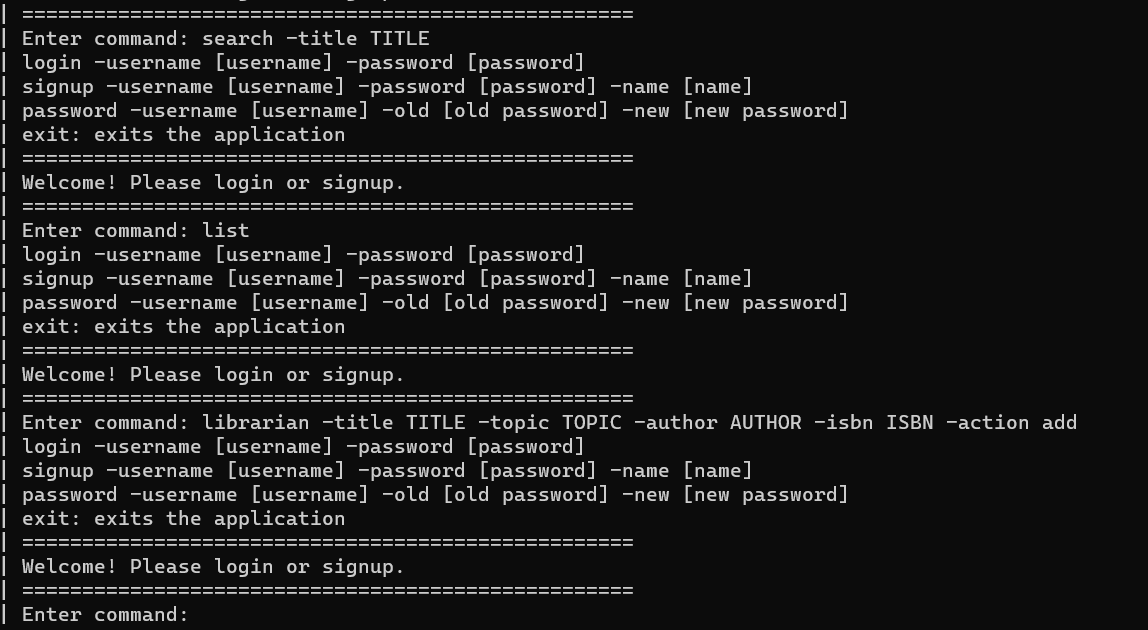 | ===================================================
| Enter command: search -title TITLE
| login -username [username] -password [password]
| signup -username [username] -password [password] -name [name]
| password -username [username] -old [old password] -new [new password]
| exit: exits the application
| ===================================================
| Welcome! Please login or signup.
| ===================================================
| Enter command: list
| login -username [username] -password [password]
| signup -username [username] -password [password] -name [name]
| password -username [username] -old [old password] -new [new password]
| exit: exits the application
| ===================================================
| Welcome! Please login or signup.
| ===================================================
| Enter command: librarian -title TITLE -topic TOPIC -author AUTHOR -isbn ISBN -action add
| login -username [username] -password [password]
| signup -username [username] -password [password] -name [name]
| password -username [username] -old [old password] -new [new password]
| exit: exits the application
| ===================================================
| Welcome! Please login or signup.
| ===================================================
| Enter command: